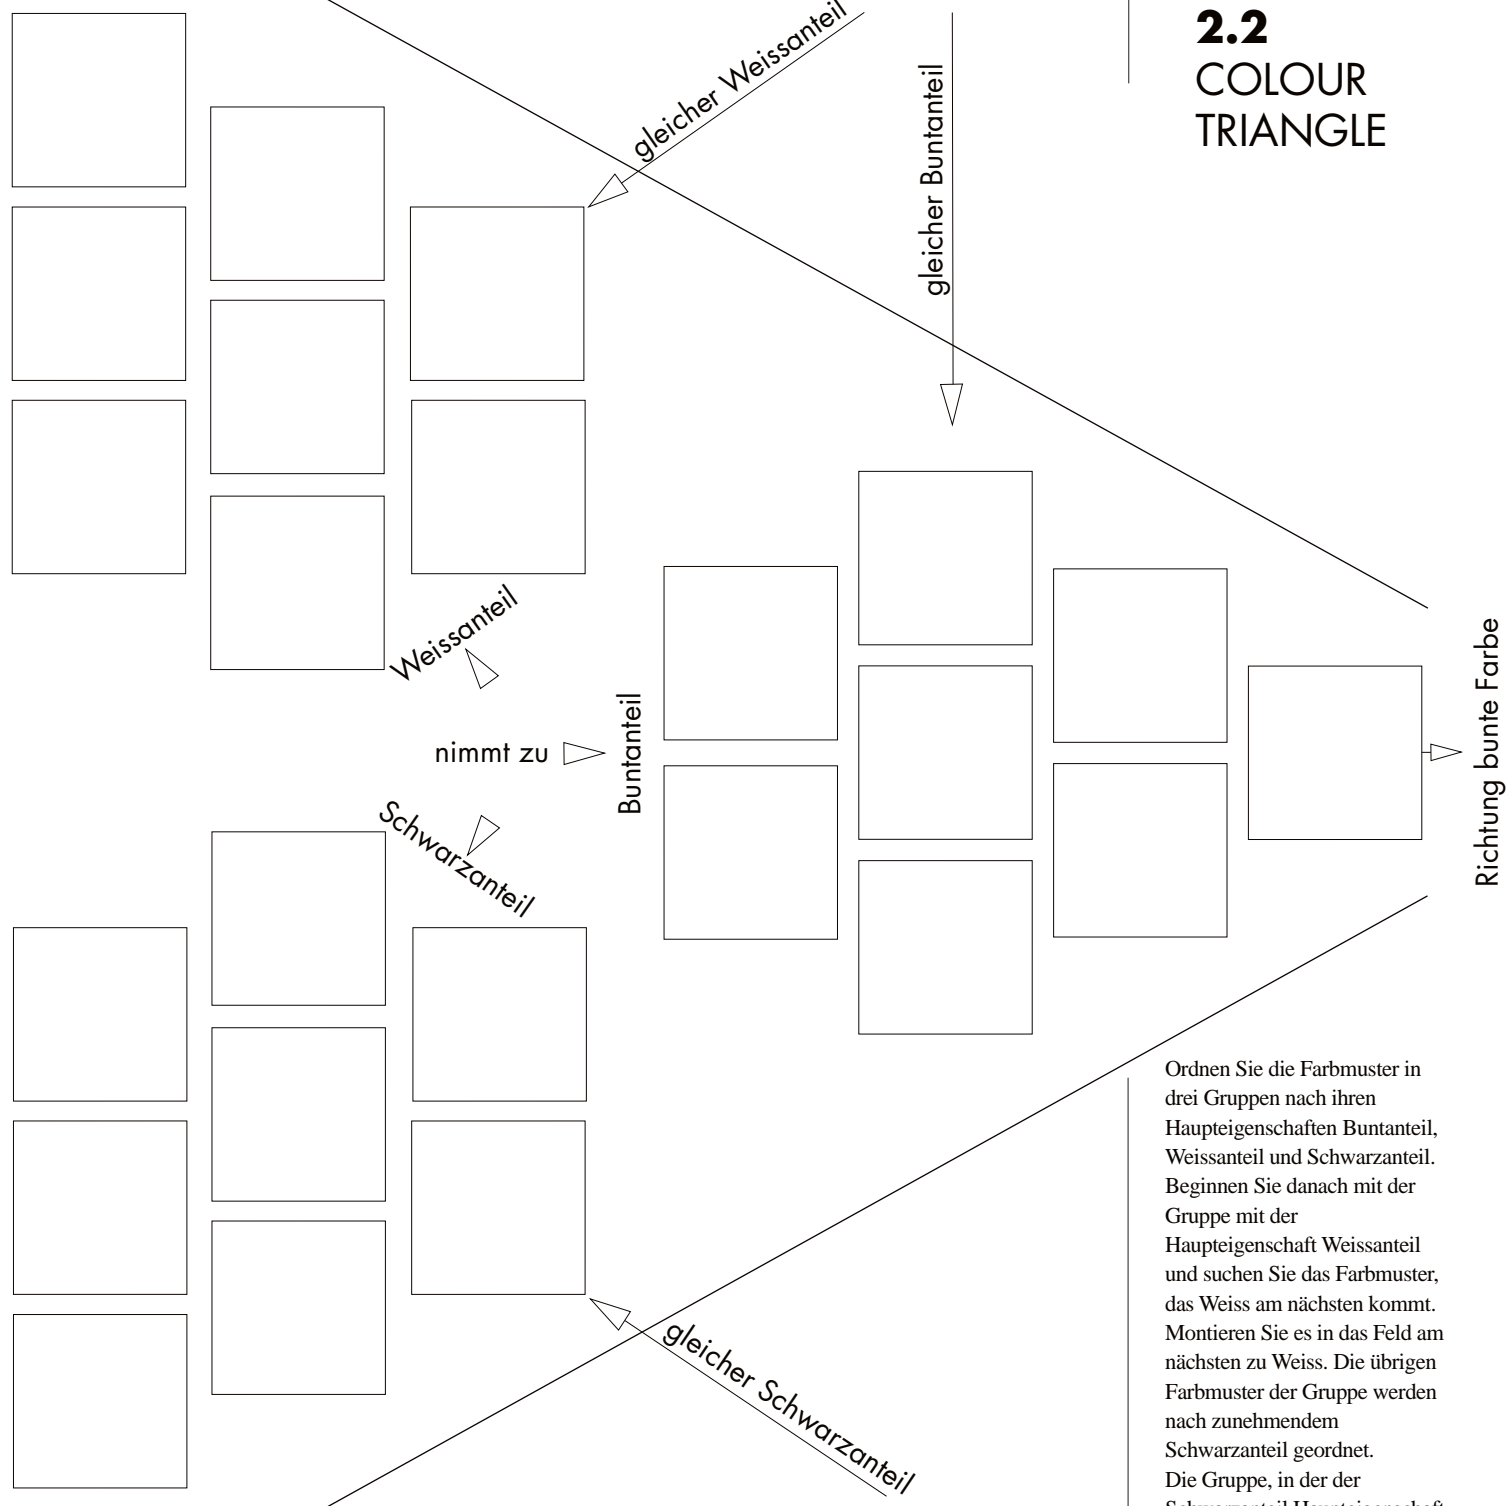 2.2
COLOUR
TRIANGLE
gleicher Weissanteil
gleicher Buntanteil
Weissanteil
nimmt zu
Buntanteil
Schwarzanteil
Richtung bunte Farbe
gleicher Schwarzanteil
Ordnen Sie die Farbmuster in
drei Gruppen nach ihren
Haupteigenschaften Buntanteil,
Weissanteil und Schwarzanteil.
Beginnen Sie danach mit der
Gruppe mit der
Haupteigenschaft Weissanteil
und suchen Sie das Farbmuster,
das Weiss am nächsten kommt.
Montieren Sie es in das Feld am
nächsten zu Weiss. Die übrigen
Farbmuster der Gruppe werden
nach zunehmendem
Schwarzanteil geordnet.
Die Gruppe, in der der
Schwarzanteil Haupteigenschaft